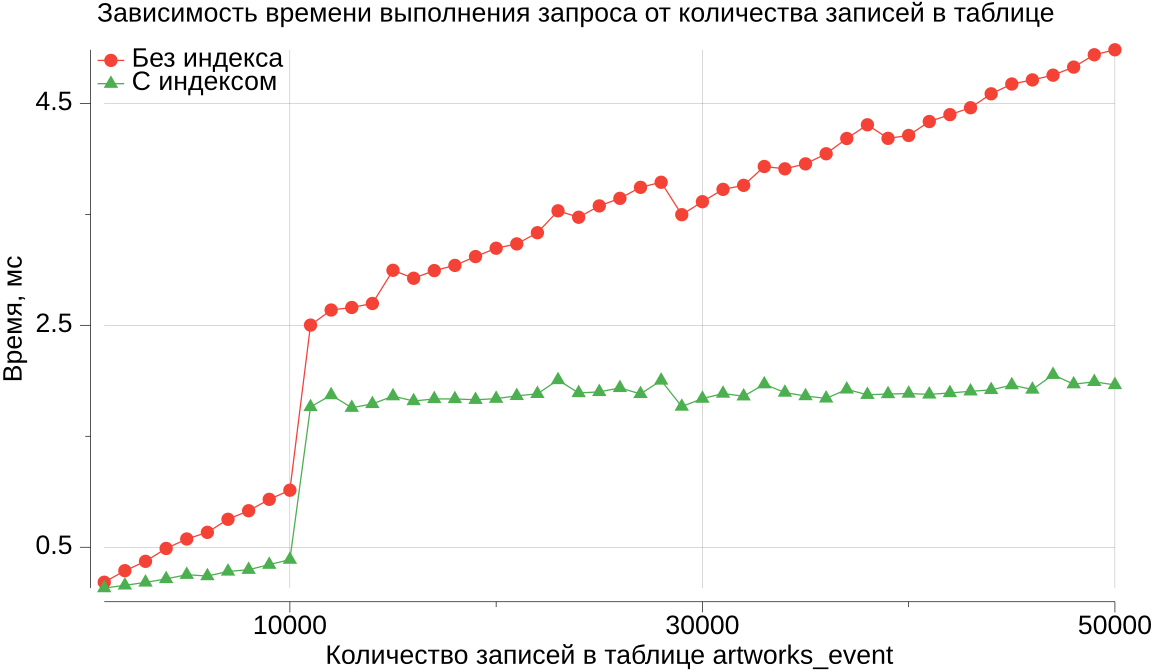 Зависимость времени выполнения запроса от количества записей в таблице
Без индекса
С индексом
4.5
2.5
0.5
Время, мс
10000
30000
50000
Количество записей в таблице artworks_event